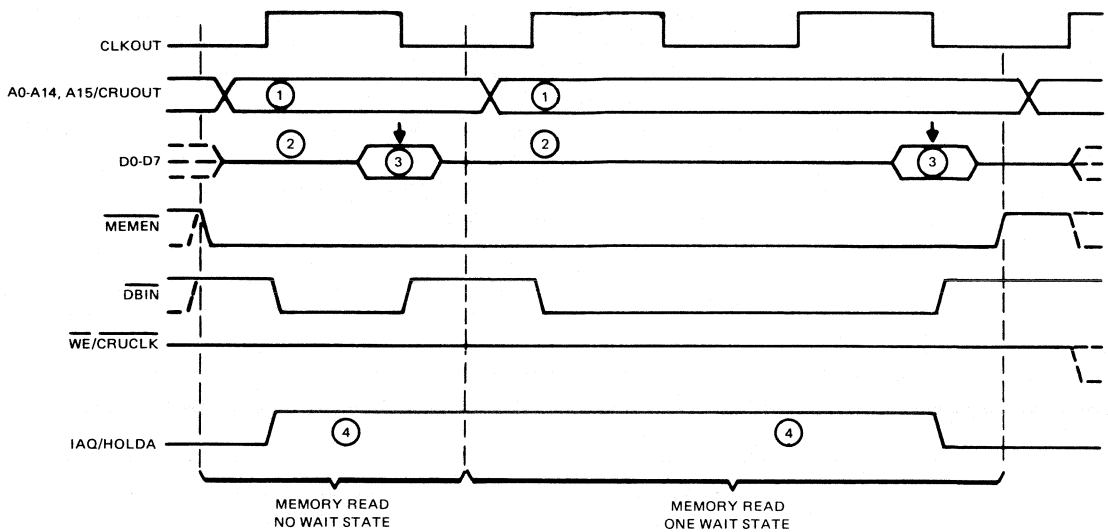 CLKOUT
A0-A14, A15/CRUOUT
1
1
D0-D7
2
3
2
3
MEMEN
DBIN
WE/CRUCLK
IAQ/HOLDA
4
4
MEMORY READ
NO WAIT STATE
MEMORY READ
ONE WAIT STATE